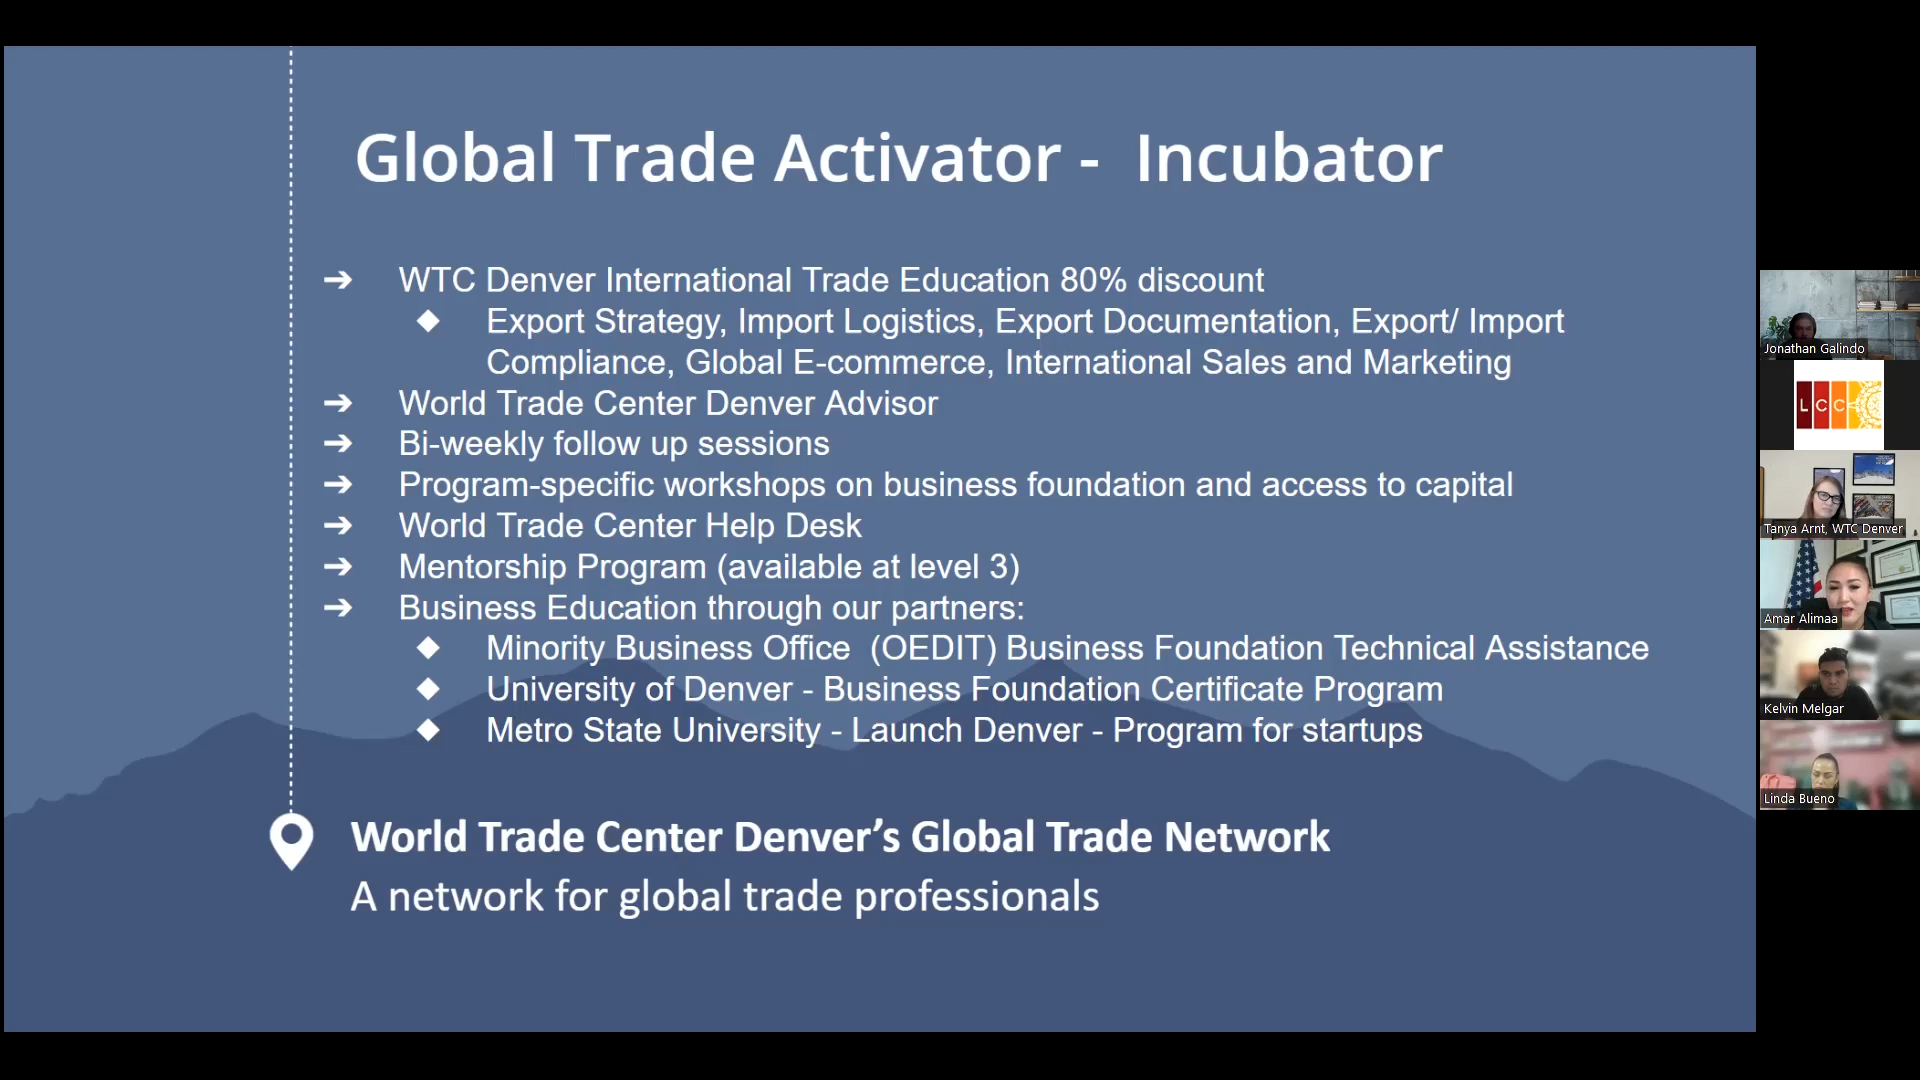 Global Trade Activator - Incubator
➔ WTC Denver International Trade Education 80% discount
◆ Export Strategy, Import Logistics, Export Documentation, Export/ Import
Compliance, Global E-commerce, International Sales and Marketing
➔ World Trade Center Denver Advisor
➔ Bi-weekly follow up sessions
➔ Program-specific workshops on business foundation and access to capital
➔ World Trade Center Help Desk
➔ Mentorship Program (available at level 3)
➔ Business Education through our partners:
◆ Minority Business Office (OEDIT) Business Foundation Technical Assistance
◆ University of Denver - Business Foundation Certificate Program
◆ Metro State University - Launch Denver - Program for startups
World Trade Center Denver’s Global Trade Network
A network for global trade professionals
Jonathan Galindo
LCC
Tanya Arnt, WTC Denver
Amar Alimaa
Kelvin Melgar
Linda Bueno